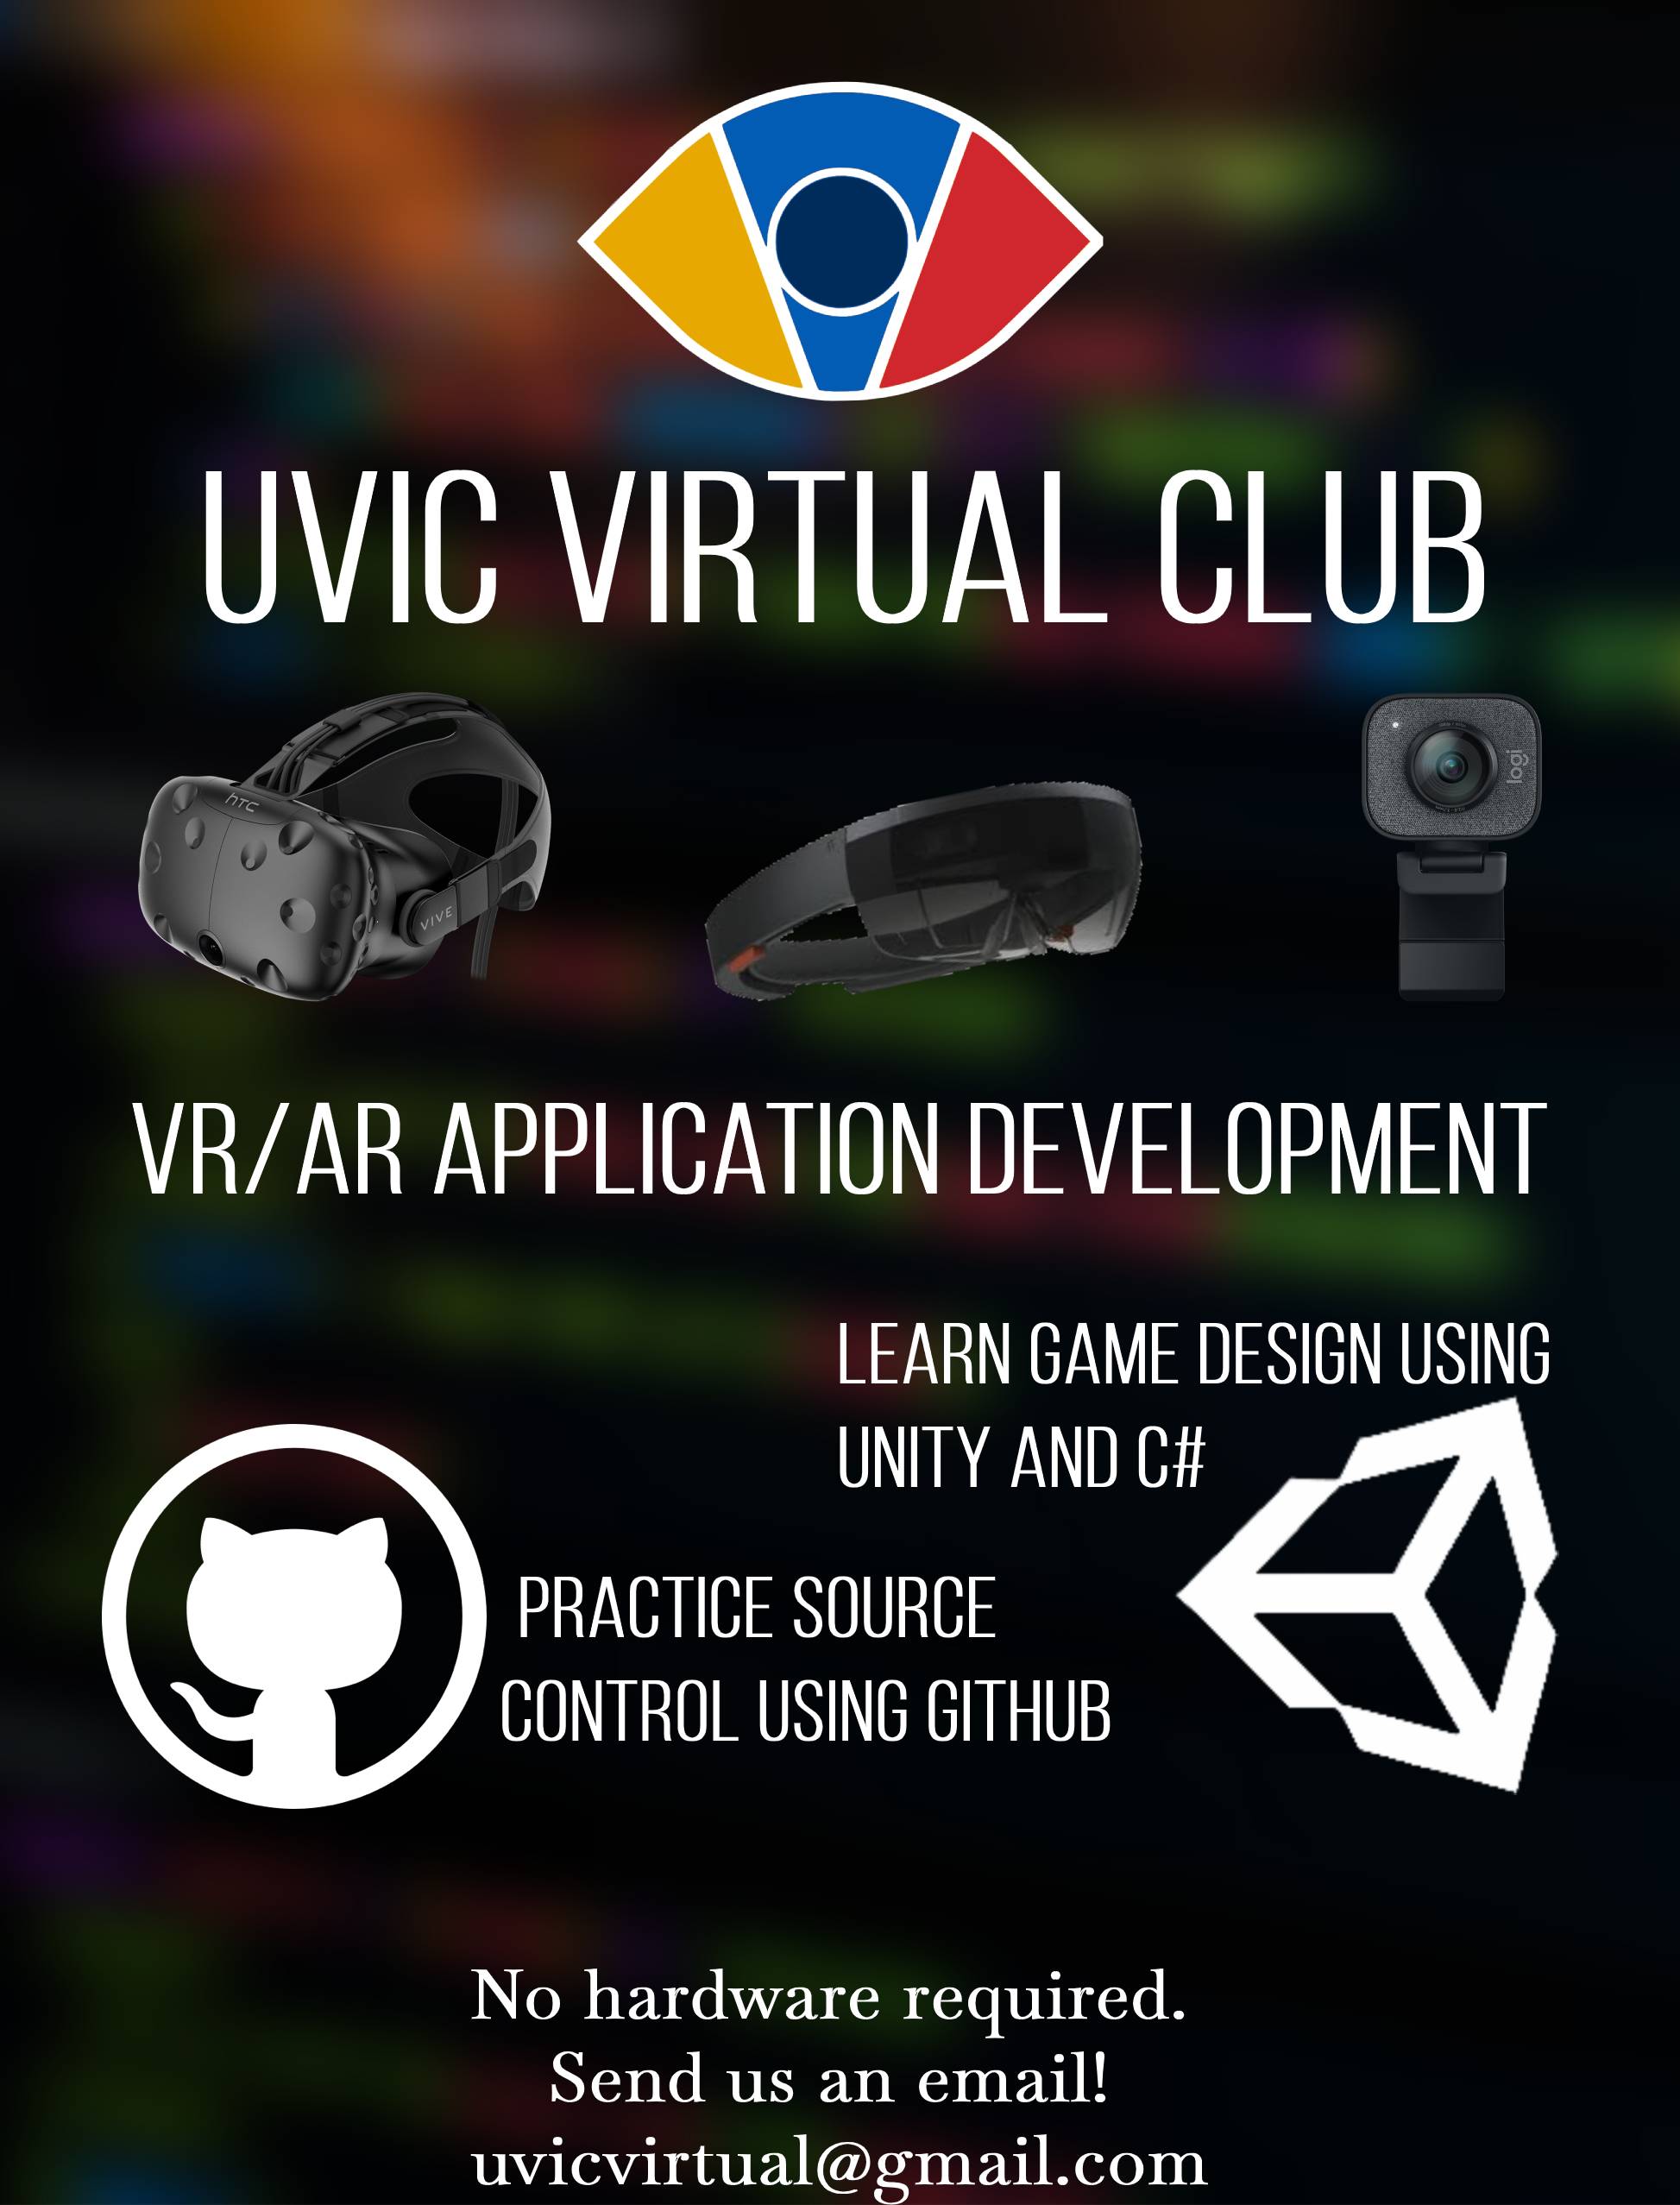 UVIC VIRTUAL CLUB
hTC
VIVE
logi
VR/AR APPLICATION DEVELOPMENT
LEARN GAME DESIGN USING
UNITY AND C#
PRACTICE SOURCE
CONTROL USING GITHUB
No hardware required.
Send us an email!
uvicvirtual@gmail.com